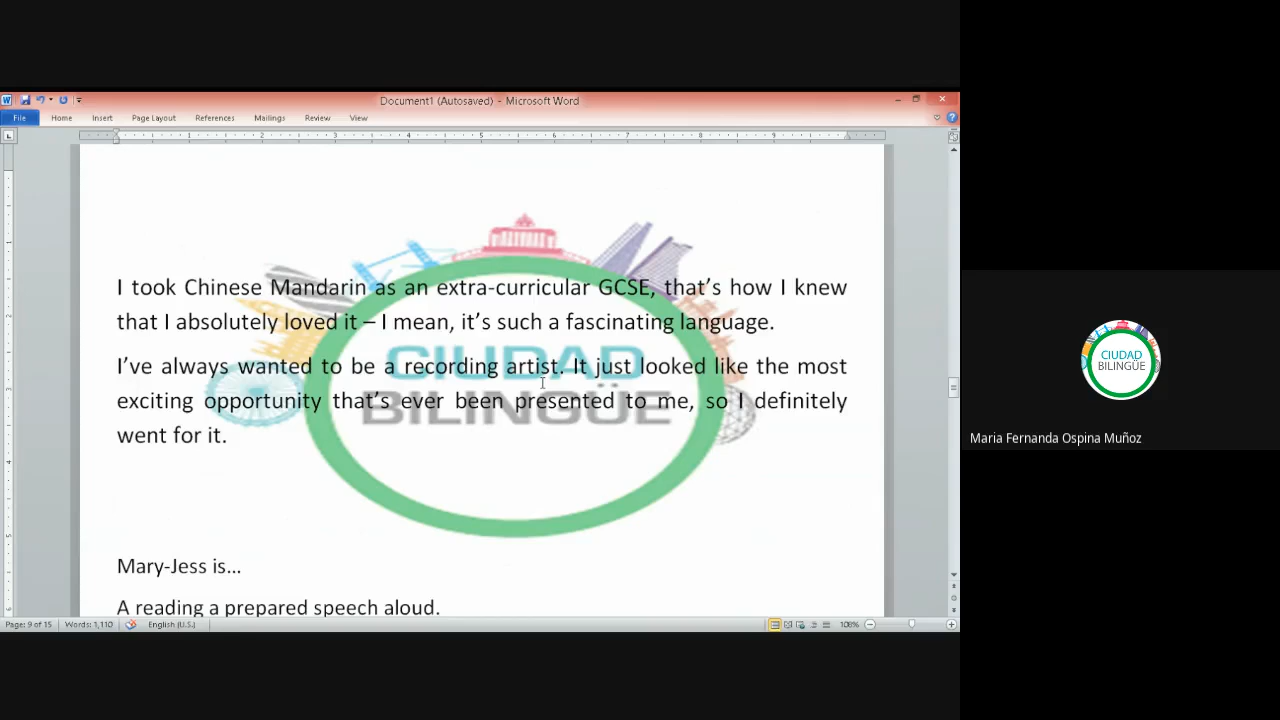 Document1 (Autosaved) - Microsoft Word
File Home Insert Page Layout References Mailings Review View
I took Chinese Mandarin as an extra-curricular GCSE, that's how I knew
that I absolutely loved it – I mean, it's such a fascinating language.
I've always wanted to be a recording artist. It just looked like the most
exciting opportunity that's ever been presented to me, so I definitely
went for it.
CIUDAD
BILINGÜE
Mary-Jess is...
A reading a prepared speech aloud.
Page: 9 of 15 Words: 1,110 English (U.S.) 108%
CIUDAD
BILINGÜE
Maria Fernanda Ospina Muñoz